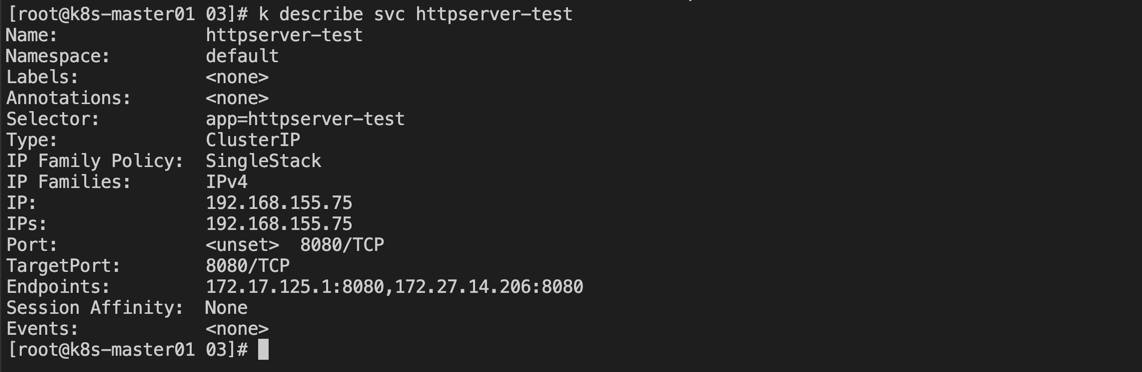 [root@k8s-master01 03]# k describe svc httpserver-test
Name:              httpserver-test
Namespace:         default
Labels:            <none>
Annotations:       <none>
Selector:          app=httpserver-test
Type:              ClusterIP
IP Family Policy:  SingleStack
IP Families:       IPv4
IP:                192.168.155.75
IPs:               192.168.155.75
Port:              <unset>  8080/TCP
TargetPort:        8080/TCP
Endpoints:         172.17.125.1:8080,172.27.14.206:8080
Session Affinity:  None
Events:            <none>
[root@k8s-master01 03]#